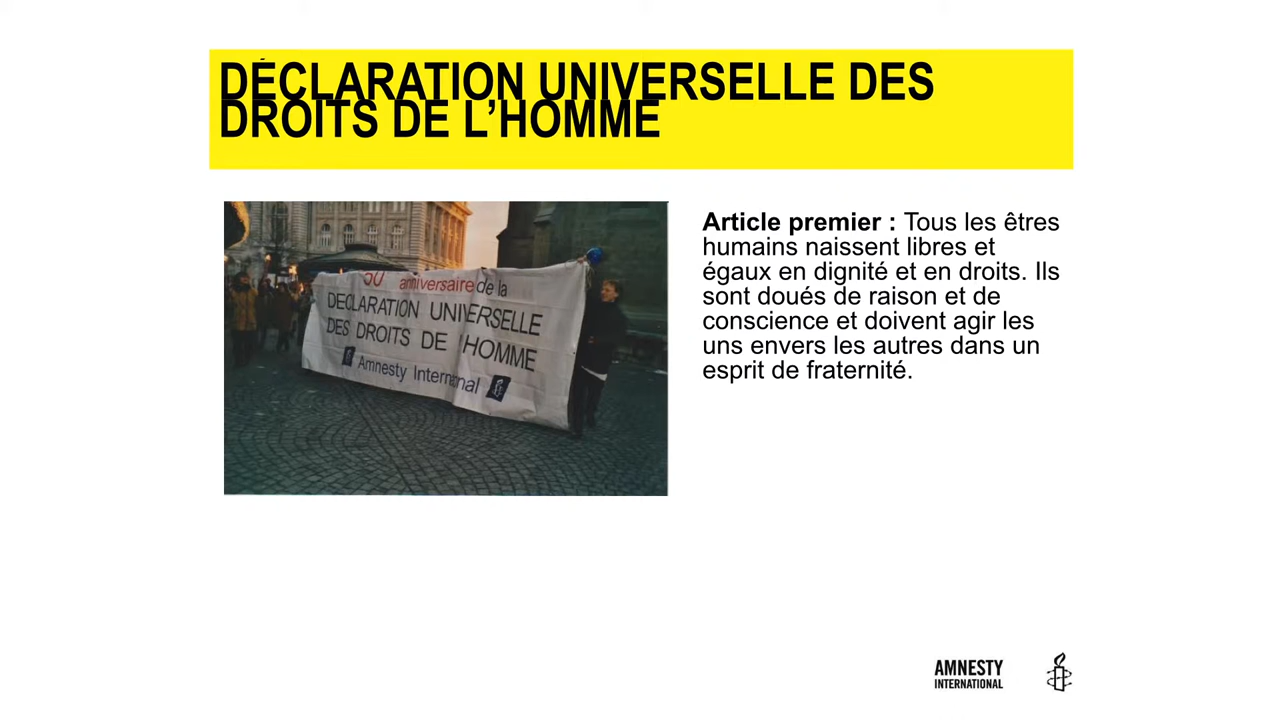 DÉCLARATION UNIVERSELLE DES
DROITS DE L'HOMME
50 anniversaire de la
DECLARATION UNIVERSELLE
DES DROITS DE L'HOMME
Amnesty International
Article premier : Tous les êtres
humains naissent libres et
égaux en dignité et en droits. Ils
sont doués de raison et de
conscience et doivent agir les
uns envers les autres dans un
esprit de fraternité.
AMNESTY
INTERNATIONAL